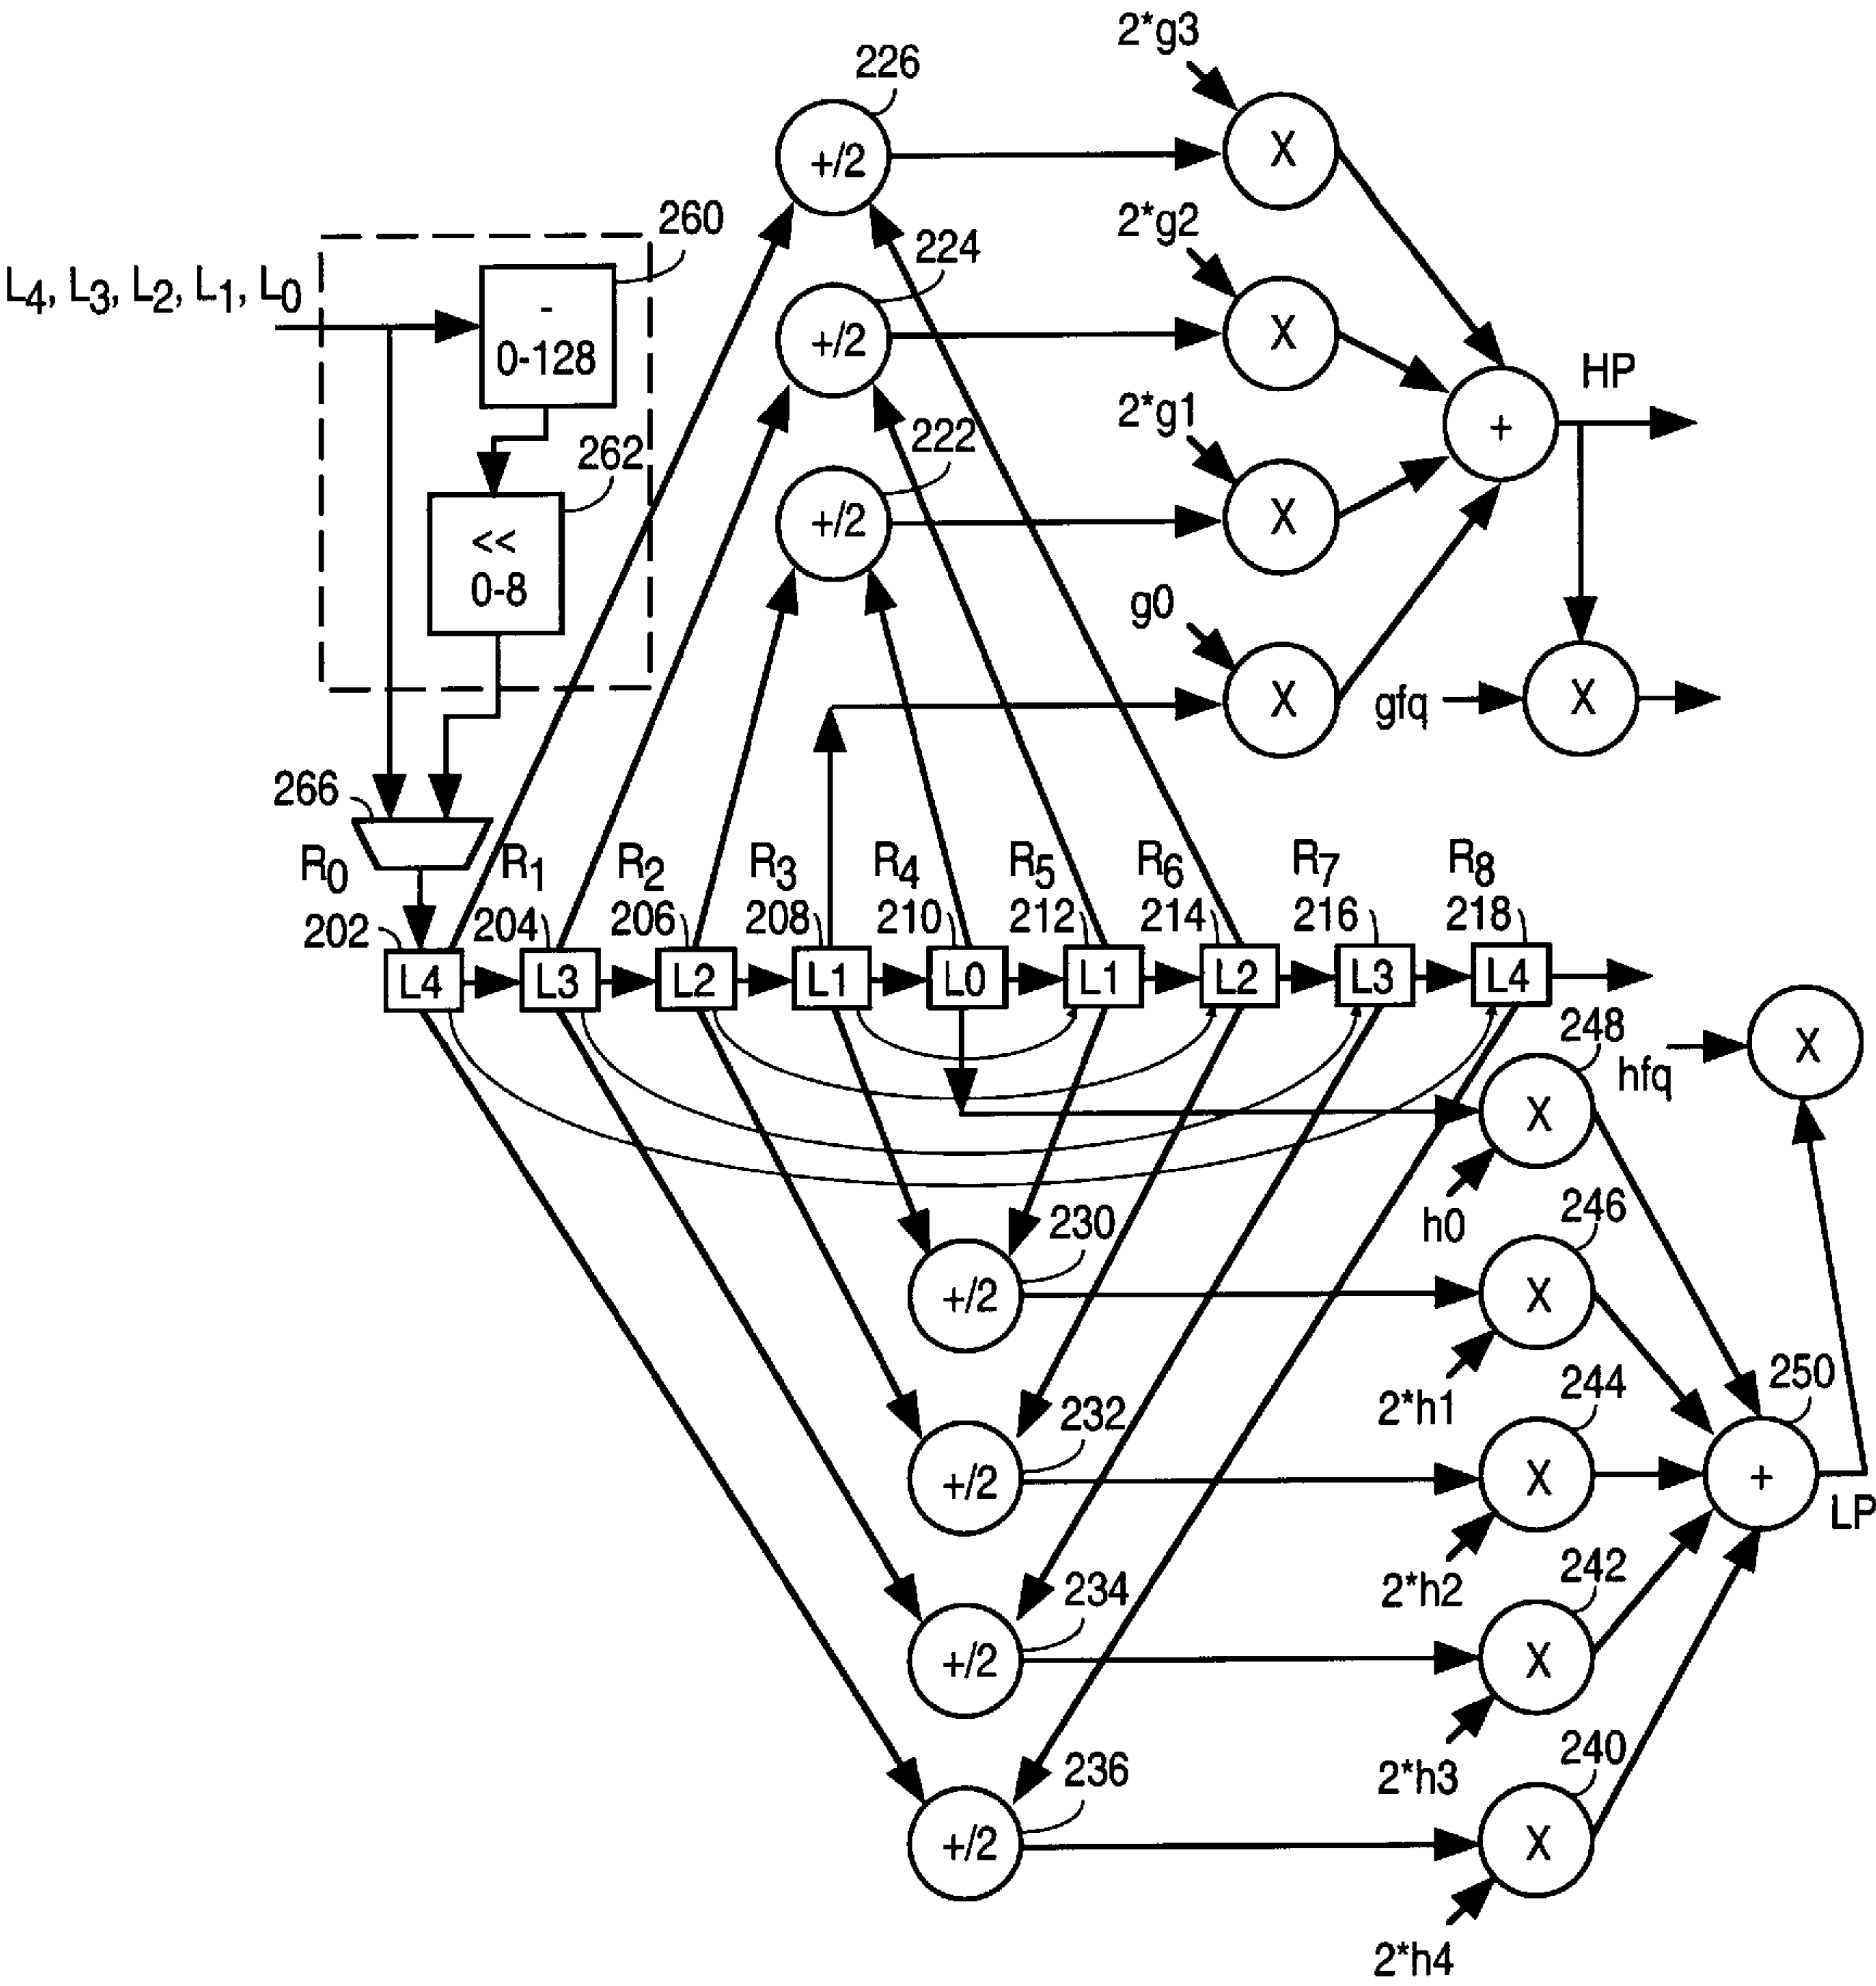 2*g3
226
+/2
X
260
2*g2
224
L4, L3, L2, L1, L0
-
0-128
+/2
X
HP
2*g1
+
222
262
+/2
X
<<
0-8
g0
gfq
X
X
266
R0
R1
R2
R3
R4
R5
R6
R7
R8
202
204
206
208
210
212
214
216
218
L4
L3
L2
L1
L0
L1
L2
L3
L4
248
hfq
X
X
h0
246
230
+/2
X
2*h1
244
250
232
+/2
X
+
LP
2*h2
242
234
+/2
X
2*h3
240
236
+/2
X
2*h4